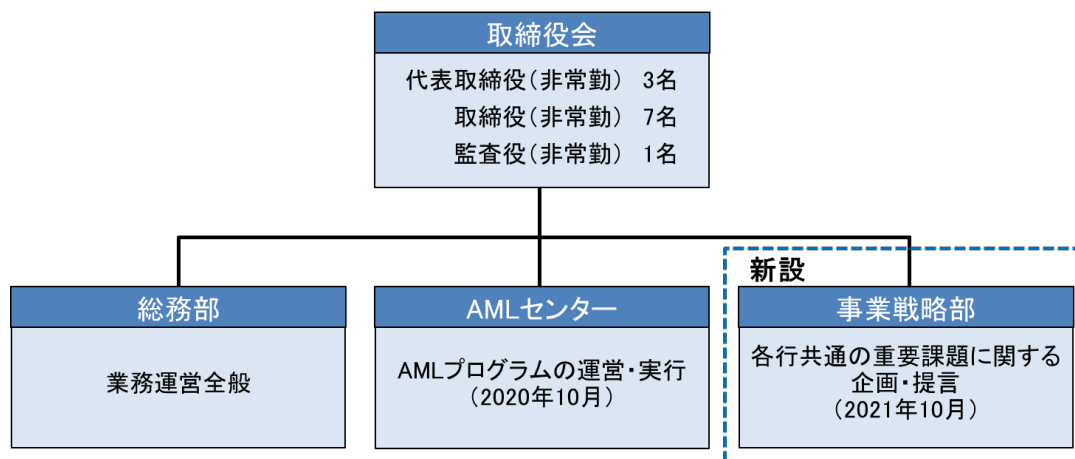 取締役会
代表取締役（非常勤） 3名
取締役（非常勤） 7名
監査役（非常勤） 1名
新設
総務部
業務運営全般
AMLセンター
AMLプログラムの運営・実行
（2020年10月）
事業戦略部
各行共通の重要課題に関する
企画・提言
（2021年10月）